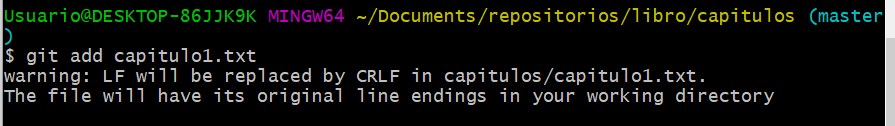 Usuario@DESKTOP-86JJK9K MINGW64 ~/Documents/repositorios/libro/capitulos (master
)
$ git add capitulo1.txt
warning: LF will be replaced by CRLF in capitulos/capitulo1.txt.
The file will have its original line endings in your working directory